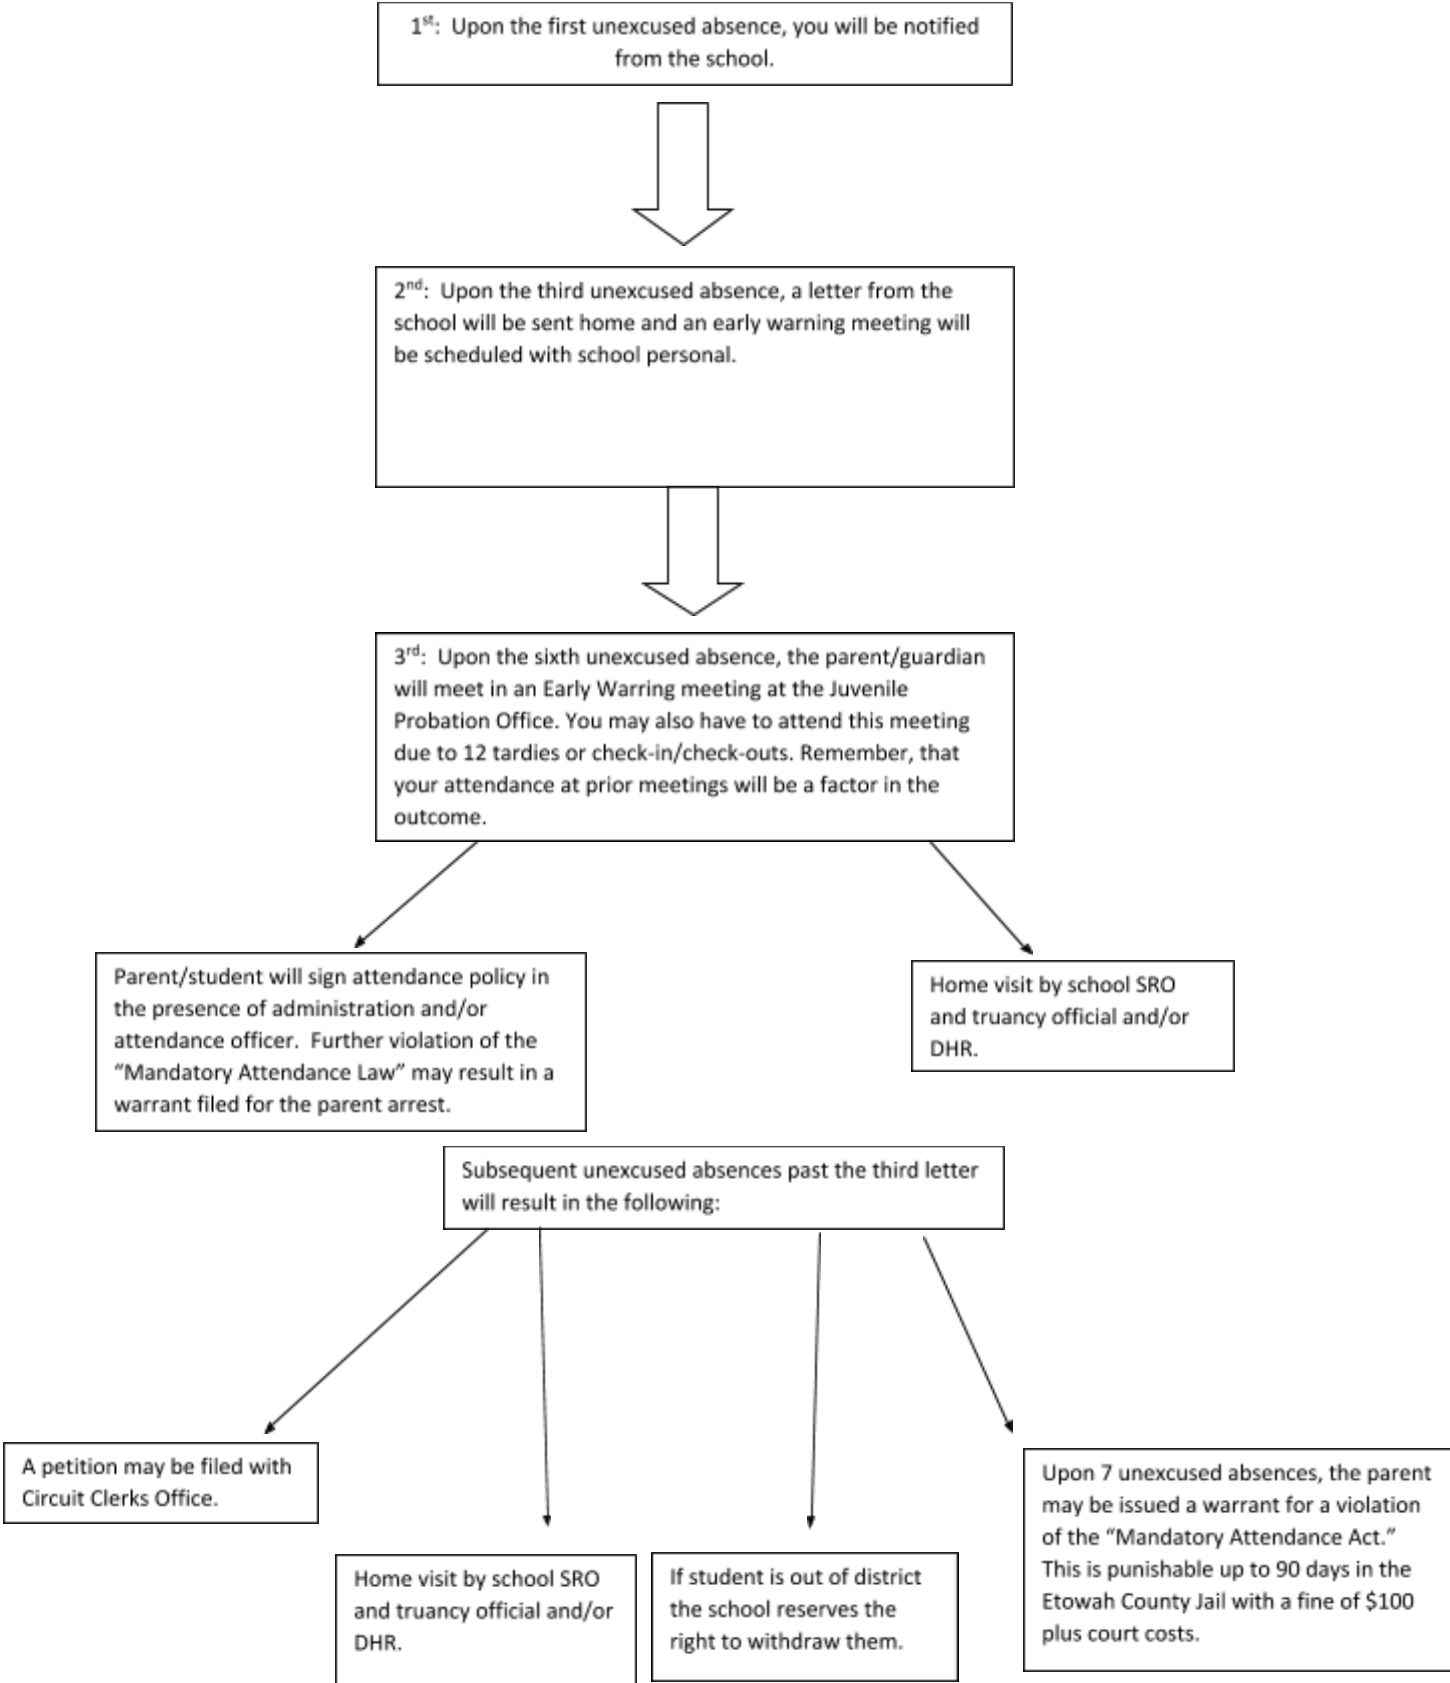 1st: Upon the first unexcused absence, you will be notified
from the school.
2nd: Upon the third unexcused absence, a letter from the
school will be sent home and an early warning meeting will
be scheduled with school personal.
3rd: Upon the sixth unexcused absence, the parent/guardian
will meet in an Early Warring meeting at the Juvenile
Probation Office. You may also have to attend this meeting
due to 12 tardies or check-in/check-outs. Remember, that
your attendance at prior meetings will be a factor in the
outcome.
Parent/student will sign attendance policy in
the presence of administration and/or
attendance officer. Further violation of the
“Mandatory Attendance Law” may result in a
warrant filed for the parent arrest.
Home visit by school SRO
and truancy official and/or
DHR.
Subsequent unexcused absences past the third letter
will result in the following:
A petition may be filed with
Circuit Clerks Office.
Home visit by school SRO
and truancy official and/or
DHR.
If student is out of district
the school reserves the
right to withdraw them.
Upon 7 unexcused absences, the parent
may be issued a warrant for a violation
of the “Mandatory Attendance Act.”
This is punishable up to 90 days in the
Etowah County Jail with a fine of $100
plus court costs.